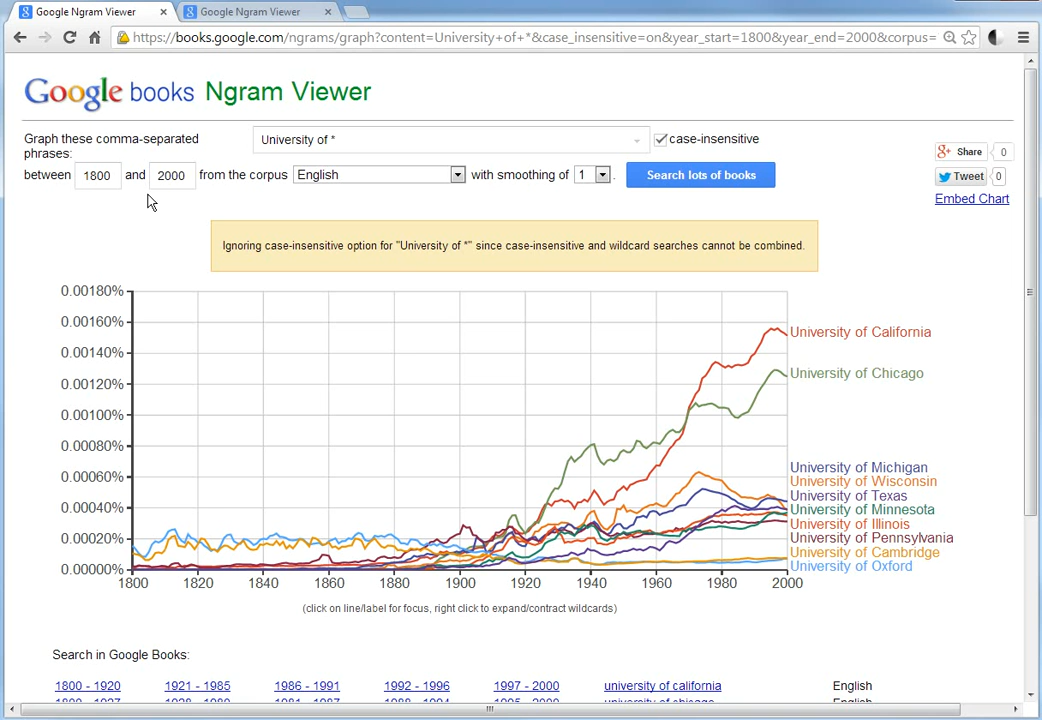 Google Ngram Viewer × Google Ngram Viewer ×
https://books.google.com/ngrams/graph?content=University+of+*&case_insensitive=on&year_start=1800&year_end=2000&corpus=
Google books Ngram Viewer
Graph these comma-separated
phrases:
University of *
case-insensitive
between 1800 and 2000 from the corpus English with smoothing of 1 . Search lots of books
Share 0
Tweet 0
Embed Chart
Ignoring case-insensitive option for "University of *" since case-insensitive and wildcard searches cannot be combined.
0.00180%
0.00160%
0.00140%
0.00120%
0.00100%
0.00080%
0.00060%
0.00040%
0.00020%
0.00000%
University of California
University of Chicago
University of Michigan
University of Wisconsin
University of Texas
University of Minnesota
University of Illinois
University of Pennsylvania
University of Cambridge
University of Oxford
1800 1820 1840 1860 1880 1900 1920 1940 1960 1980 2000
(click on line/label for focus, right click to expand/contract wildcards)
Search in Google Books:
1800 - 1920 1921 - 1985 1986 - 1991 1992 - 1996 1997 - 2000 university of california English